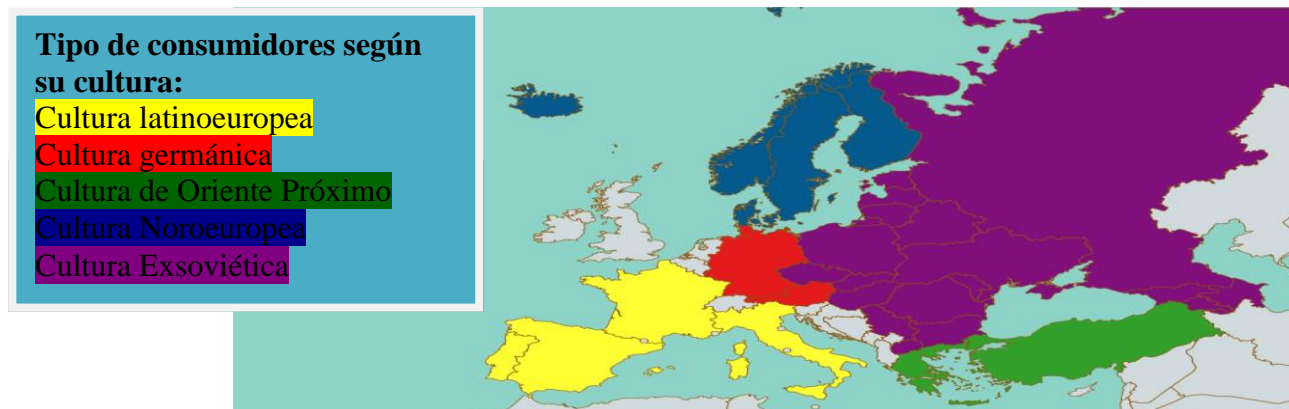 Tipo de consumidores según
su cultura:
Cultura latinoeuropea
Cultura germánica
Cultura de Oriente Próximo
Cultura Noroeuropea
Cultura Exsoviética